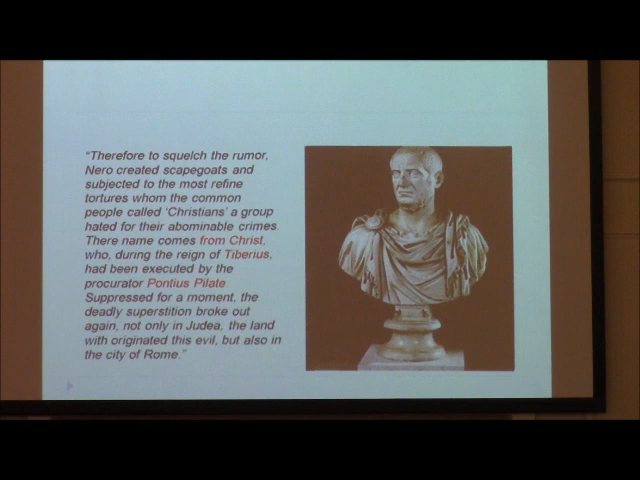 “Therefore to squelch the rumor,
Nero created scapegoats and
subjected to the most refine
tortures whom the common
people called ‘Christians’ a group
hated for their abominable crimes.
There name comes from Christ,
who, during the reign of Tiberius,
had been executed by the
procurator Pontius Pilate.
Suppressed for a moment, the
deadly superstition broke out
again, not only in Judea, the land
with originated this evil, but also in
the city of Rome.”